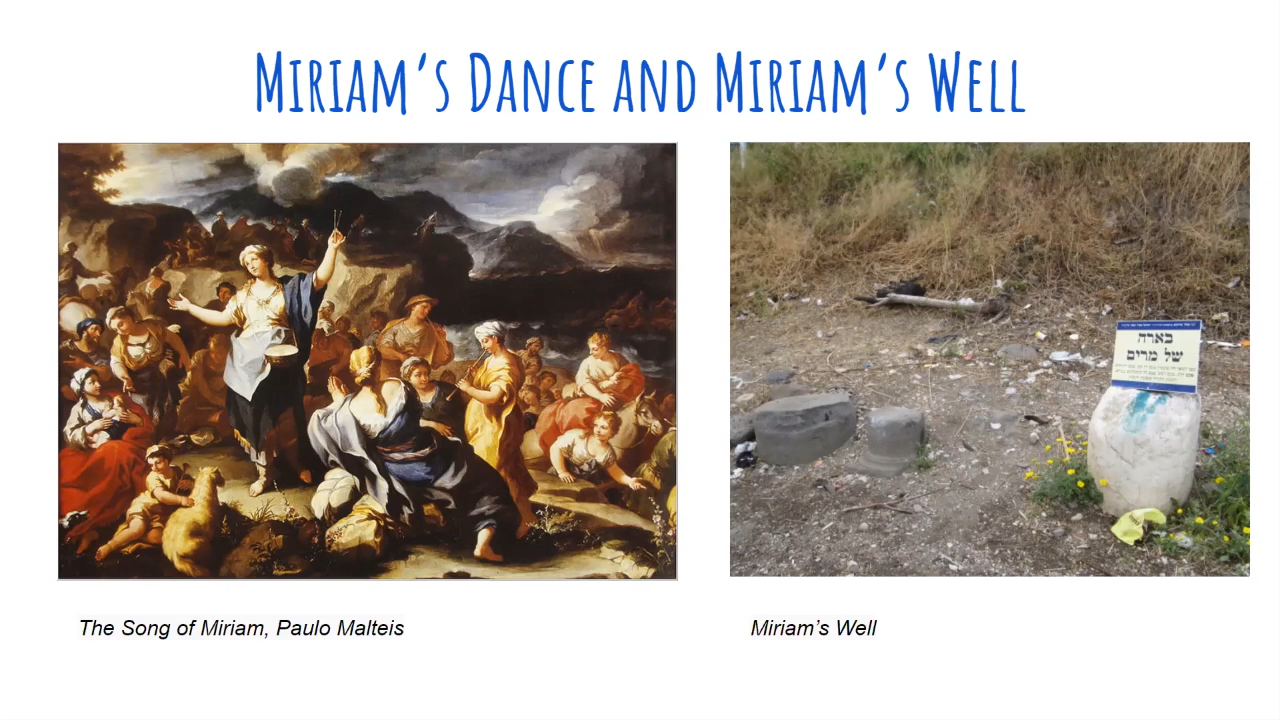 Miriam's Dance and Miriam's Well
בארה
של מרים
The Song of Miriam, Paulo Malteis
Miriam's Well